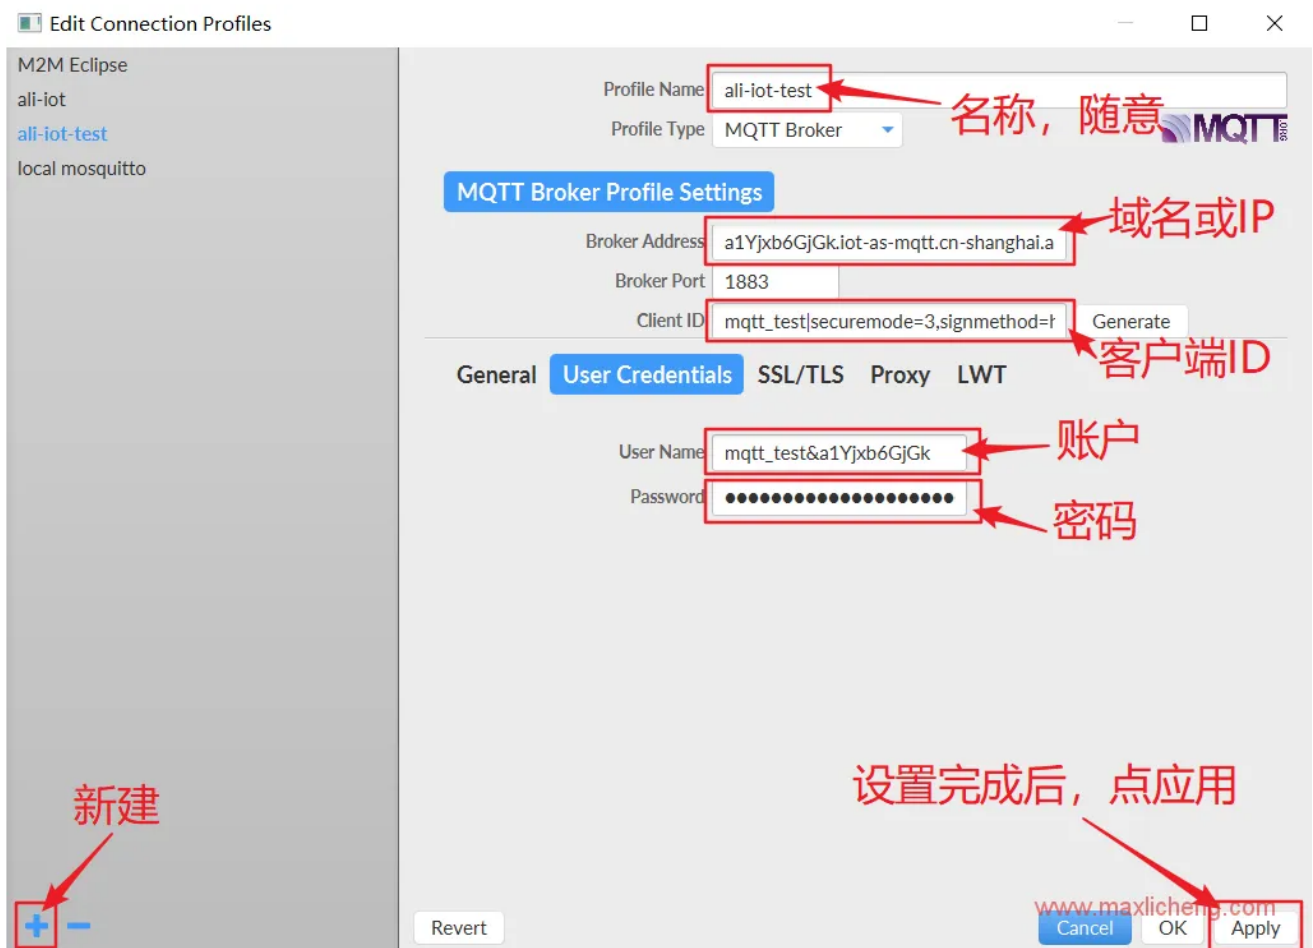 Edit Connection Profiles
M2M Eclipse
ali-iot
ali-iot-test
local mosquitto
Profile Name ali-iot-test
名称，随意
Profile Type MQTT Broker
MQTT.ORG
MQTT Broker Profile Settings
域名或IP
Broker Address a1Yjxb6GjGk.iot-as-mqtt.cn-shanghai.a
Broker Port 1883
Client ID mqtt_test|securemode=3,signmethod=h Generate
客户端ID
General User Credentials SSL/TLS Proxy LWT
账户
User Name mqtt_test&a1Yjxb6GjGk
Password ●●●●●●●●●●●●●●●●●●●●
密码
设置完成后，点应用
新建
www.maxlicheng.com
Revert Cancel OK Apply